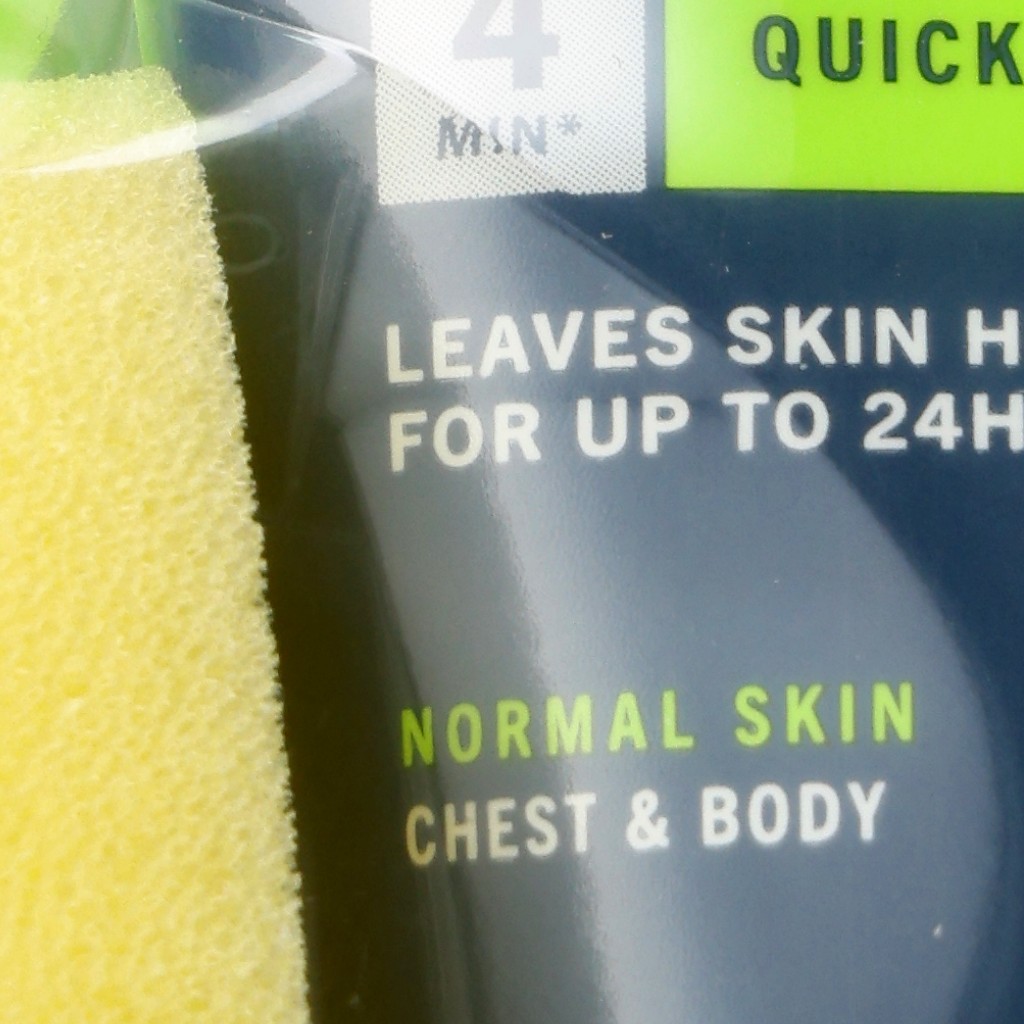 4
MIN*
QUICK
LEAVES SKIN H
FOR UP TO 24H
NORMAL SKIN
CHEST & BODY